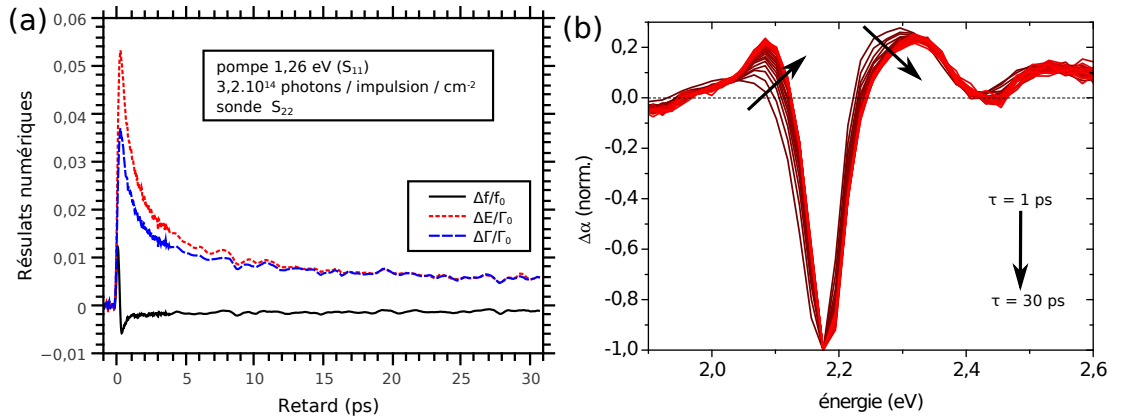 (a)
0,06
0,05
0,04
0,03
0,02
0,01
0
−0,01
Résulats numériques
pompe 1,26 eV (S₁₁)
3,2.10¹⁴ photons / impulsion / cm⁻²
sonde S₂₂
Δf/f₀
ΔE/Γ₀
ΔΓ/Γ₀
0 5 10 15 20 25 30
Retard (ps)
(b)
0,2
0,0
-0,2
-0,4
-0,6
-0,8
-1,0
Δα (norm.)
τ = 1 ps
τ = 30 ps
2,0 2,2 2,4 2,6
énergie (eV)